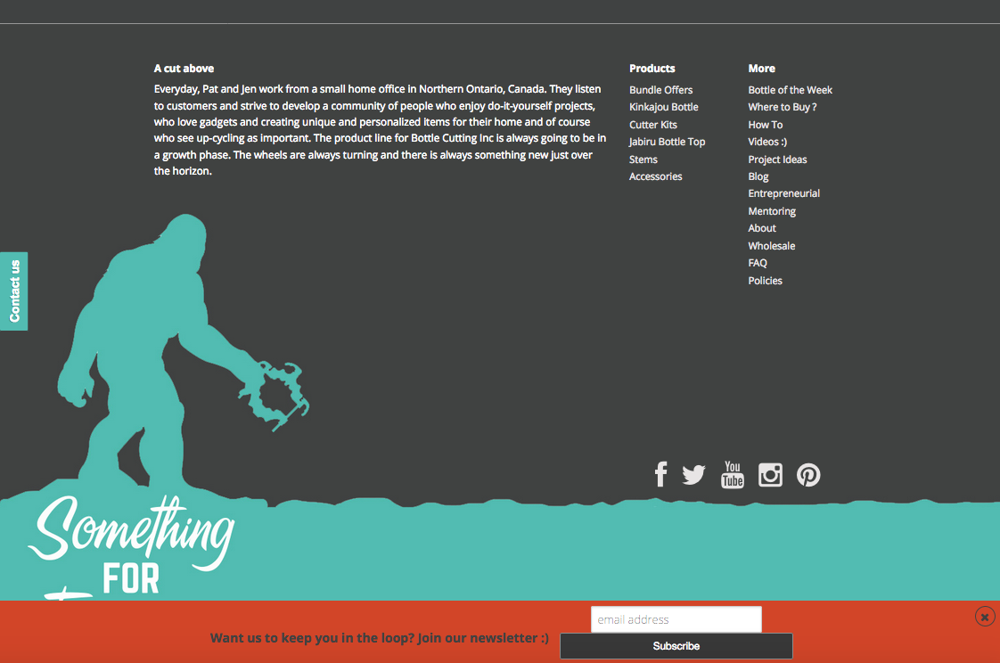 A cut above
Everyday, Pat and Jen work from a small home office in Northern Ontario, Canada. They listen
to customers and strive to develop a community of people who enjoy do-it-yourself projects,
who love gadgets and creating unique and personalized items for their home and of course
who see up-cycling as important. The product line for Bottle Cutting Inc is always going to be in
a growth phase. The wheels are always turning and there is always something new just over
the horizon.
Products
Bundle Offers
Kinkajou Bottle
Cutter Kits
Jabiru Bottle Top
Stems
Accessories
More
Bottle of the Week
Where to Buy ?
How To
Videos :)
Project Ideas
Blog
Entrepreneurial
Mentoring
About
Wholesale
FAQ
Policies
Contact us
You
Tube
Something
FOR
Want us to keep you in the loop? Join our newsletter :)
email address
Subscribe